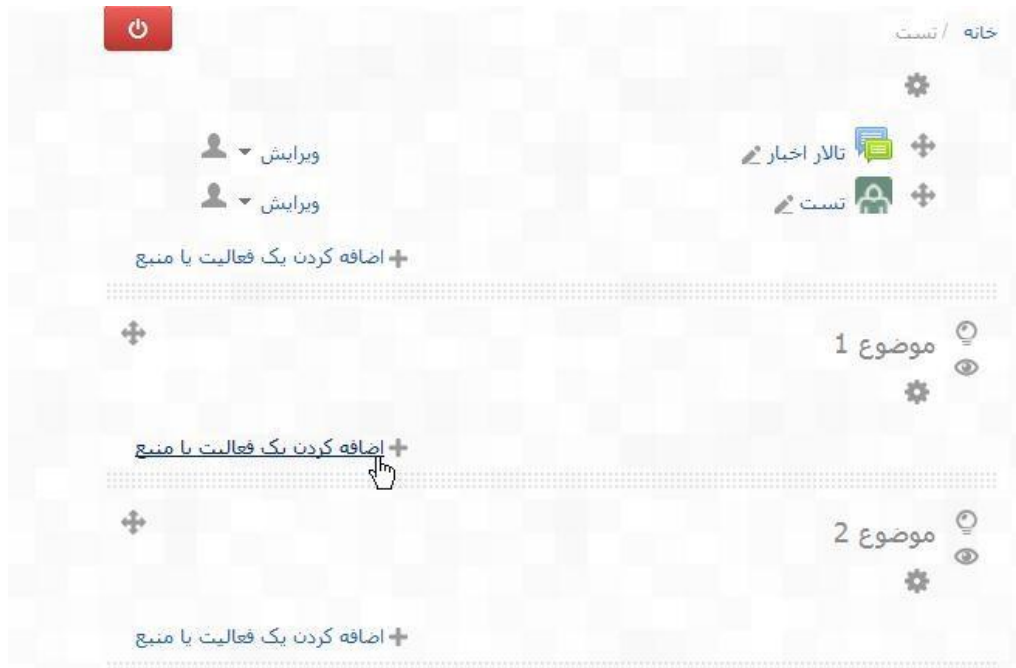 خانه / تست
تالار اخبار ویرایش
تست ویرایش
اضافه کردن یک فعالیت یا منبع
موضوع 1
اضافه کردن یک فعالیت یا منبع
موضوع 2
اضافه کردن یک فعالیت یا منبع